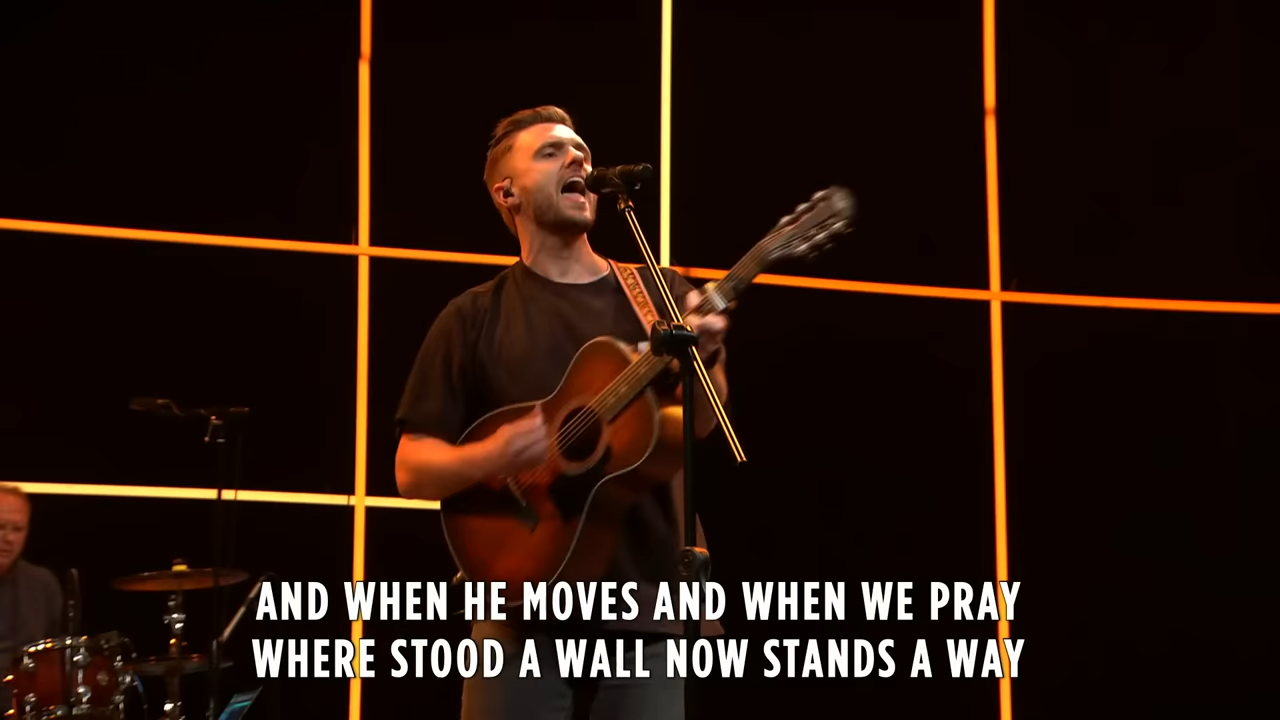 AND WHEN HE MOVES AND WHEN WE PRAY
WHERE STOOD A WALL NOW STANDS A WAY